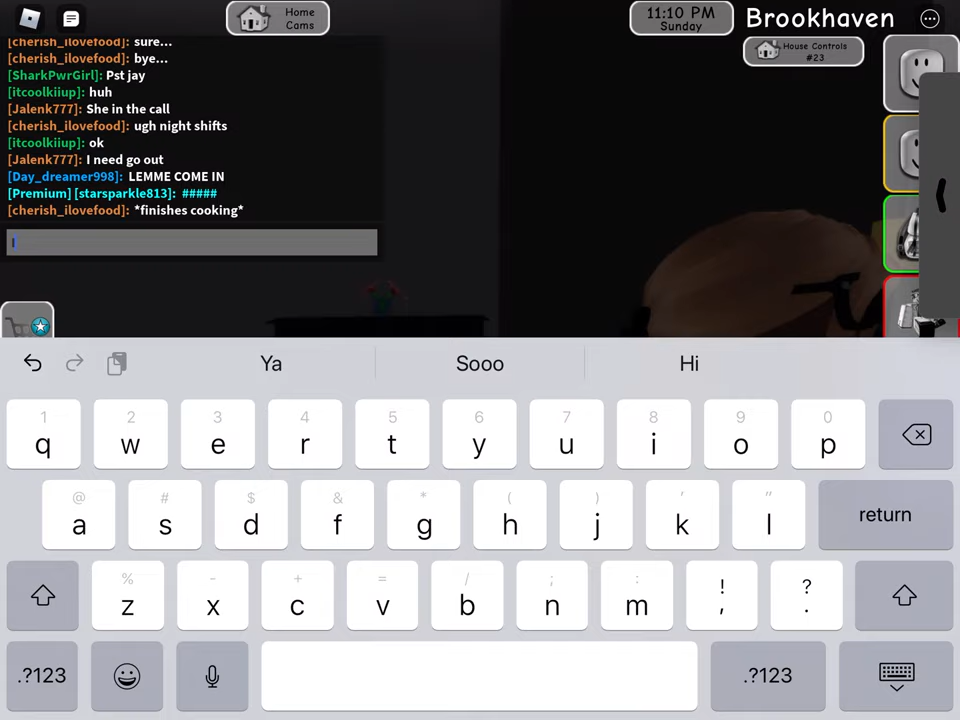 Home
Cams
11:10 PM
Sunday
Brookhaven
House Controls
#23
[cherish_ilovefood]: sure...
[cherish_ilovefood]: bye...
[SharkPwrGirl]: Pst jay
[itcoolkiiup]: huh
[Jalenk777]: She in the call
[cherish_ilovefood]: ugh night shifts
[itcoolkiiup]: ok
[Jalenk777]: I need go out
[Day_dreamer998]: LEMME COME IN
[Premium] [starsparkle813]: #####
[cherish_ilovefood]: *finishes cooking*
Ya Sooo Hi
1 2 3 4 5 6 7 8 9 0
q w e r t y u i o p
@ # $ & * ( ) ' "
a s d f g h j k l return
% - + = / ; : ! ?
z x c v b n m , .
.?123 .?123